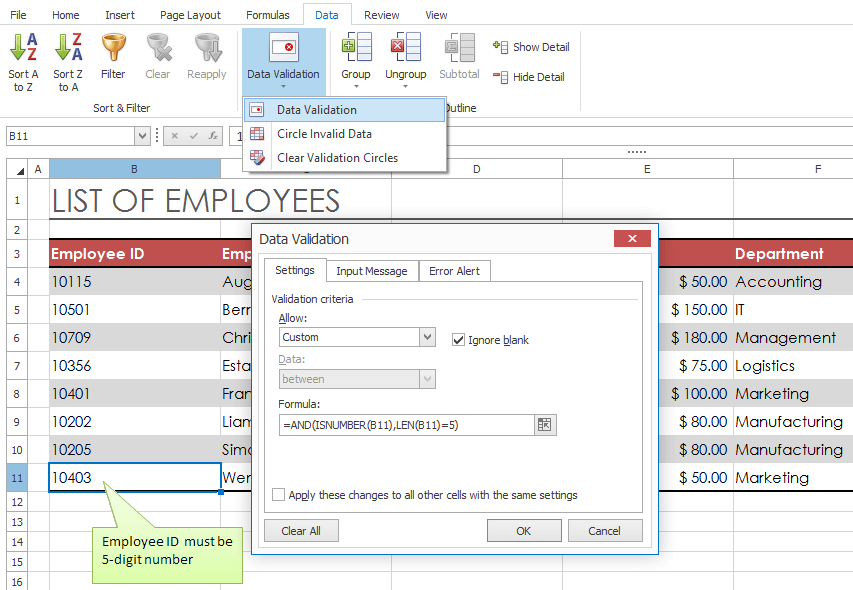 File Home Insert Page Layout Formulas Data Review View
Sort A to Z
Sort Z to A
Filter
Clear
Reapply
Data Validation
Group
Ungroup
Subtotal
Show Detail
Hide Detail
Sort & Filter
Outline
Data Validation
Circle Invalid Data
Clear Validation Circles
B11 fx 1
A B D E F
1 LIST OF EMPLOYEES
2
3 Employee ID Emp Department
4 10115 Aug $ 50.00 Accounting
5 10501 Berr $ 150.00 IT
6 10709 Chri $ 180.00 Management
7 10356 Esta $ 75.00 Logistics
8 10401 Fran $ 100.00 Marketing
9 10202 Liam $ 80.00 Manufacturing
10 10205 Simo $ 80.00 Manufacturing
11 10403 Wer $ 50.00 Marketing
12
13
14
15
16
Employee ID must be
5-digit number
Data Validation
Settings Input Message Error Alert
Validation criteria
Allow:
Custom Ignore blank
Data:
between
Formula:
=AND(ISNUMBER(B11),LEN(B11)=5)
Apply these changes to all other cells with the same settings
Clear All OK Cancel